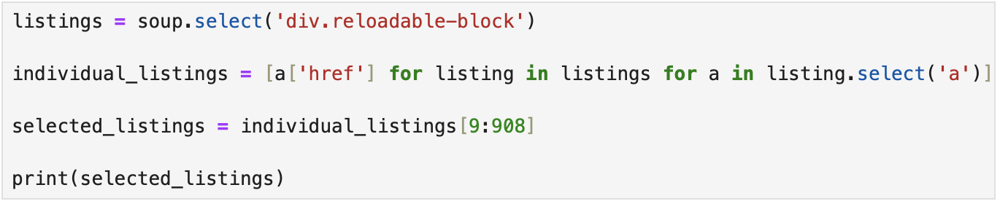 listings = soup.select('div.reloadable-block')
individual_listings = [a['href'] for listing in listings for a in listing.select('a')]
selected_listings = individual_listings[9:908]
print(selected_listings)